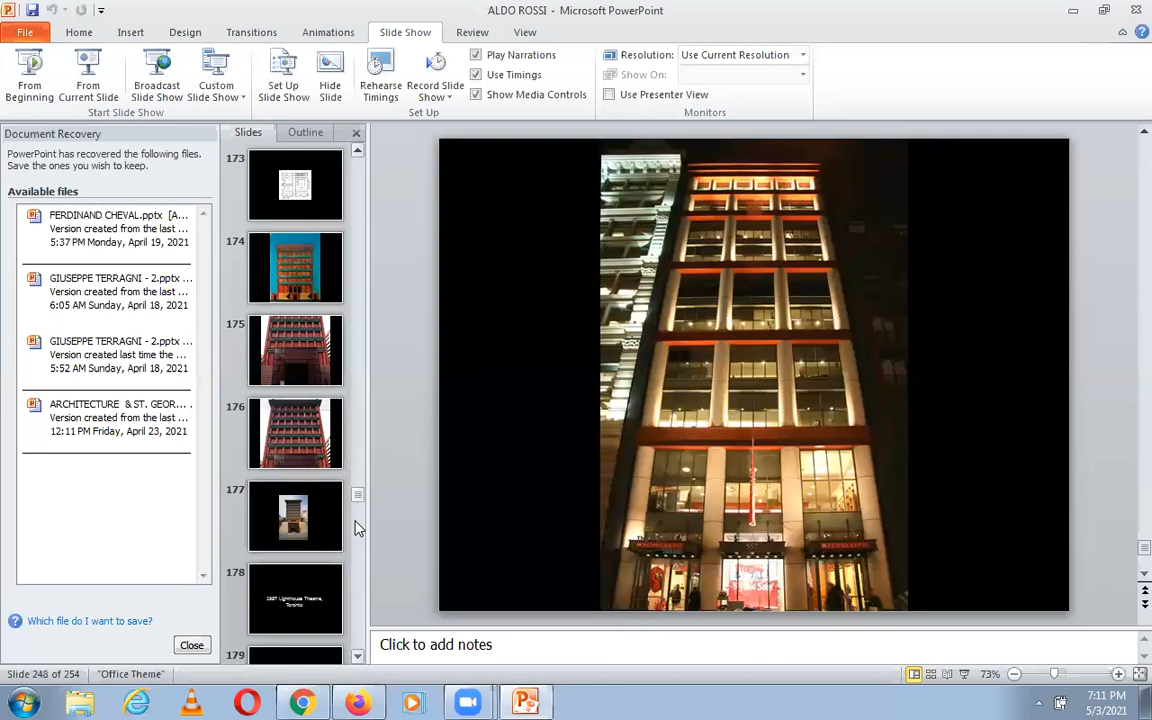 ALDO ROSSI - Microsoft PowerPoint
File Home Insert Design Transitions Animations Slide Show Review View
From Beginning
From Current Slide
Broadcast Slide Show
Custom Slide Show
Start Slide Show
Set Up Slide Show
Hide Slide
Rehearse Timings
Record Slide Show
Play Narrations
Use Timings
Show Media Controls
Set Up
Resolution: Use Current Resolution
Show On:
Use Presenter View
Monitors
Document Recovery
PowerPoint has recovered the following files.
Save the ones you wish to keep.
Available files
FERDINAND CHEVAL.pptx [A...
Version created from the last ...
5:37 PM Monday, April 19, 2021
GIUSEPPE TERRAGNI - 2.pptx ...
Version created from the last ...
6:05 AM Sunday, April 18, 2021
GIUSEPPE TERRAGNI - 2.pptx ...
Version created last time the ...
5:52 AM Sunday, April 18, 2021
ARCHITECTURE & ST. GEOR... .
Version created from the last ...
12:11 PM Friday, April 23, 2021
Which file do I want to save?
Close
Slides Outline
173
174
175
176
177
178
1987 Lighthouse Theatre,
Toronto
179
557
Click to add notes
Slide 248 of 254 "Office Theme" 73%
7:11 PM
5/3/2021